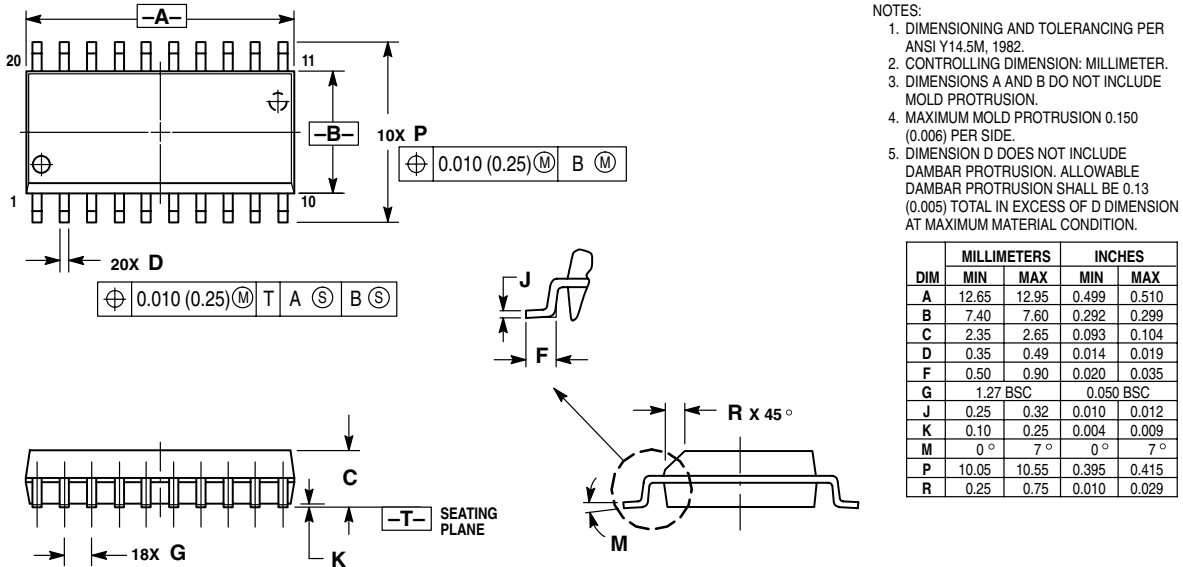 –A–
20
11
–B–
10X P
⌖ 0.010 (0.25) Ⓜ B Ⓜ
1
10
20X D
⌖ 0.010 (0.25) Ⓜ T A Ⓢ B Ⓢ
J
F
C
–T– SEATING
PLANE
18X G
K
R X 45°
M
NOTES:
1. DIMENSIONING AND TOLERANCING PER
ANSI Y14.5M, 1982.
2. CONTROLLING DIMENSION: MILLIMETER.
3. DIMENSIONS A AND B DO NOT INCLUDE
MOLD PROTRUSION.
4. MAXIMUM MOLD PROTRUSION 0.150
(0.006) PER SIDE.
5. DIMENSION D DOES NOT INCLUDE
DAMBAR PROTRUSION. ALLOWABLE
DAMBAR PROTRUSION SHALL BE 0.13
(0.005) TOTAL IN EXCESS OF D DIMENSION
AT MAXIMUM MATERIAL CONDITION.
MILLIMETERS INCHES
DIM MIN MAX MIN MAX
A 12.65 12.95 0.499 0.510
B 7.40 7.60 0.292 0.299
C 2.35 2.65 0.093 0.104
D 0.35 0.49 0.014 0.019
F 0.50 0.90 0.020 0.035
G 1.27 BSC 0.050 BSC
J 0.25 0.32 0.010 0.012
K 0.10 0.25 0.004 0.009
M 0° 7° 0° 7°
P 10.05 10.55 0.395 0.415
R 0.25 0.75 0.010 0.029